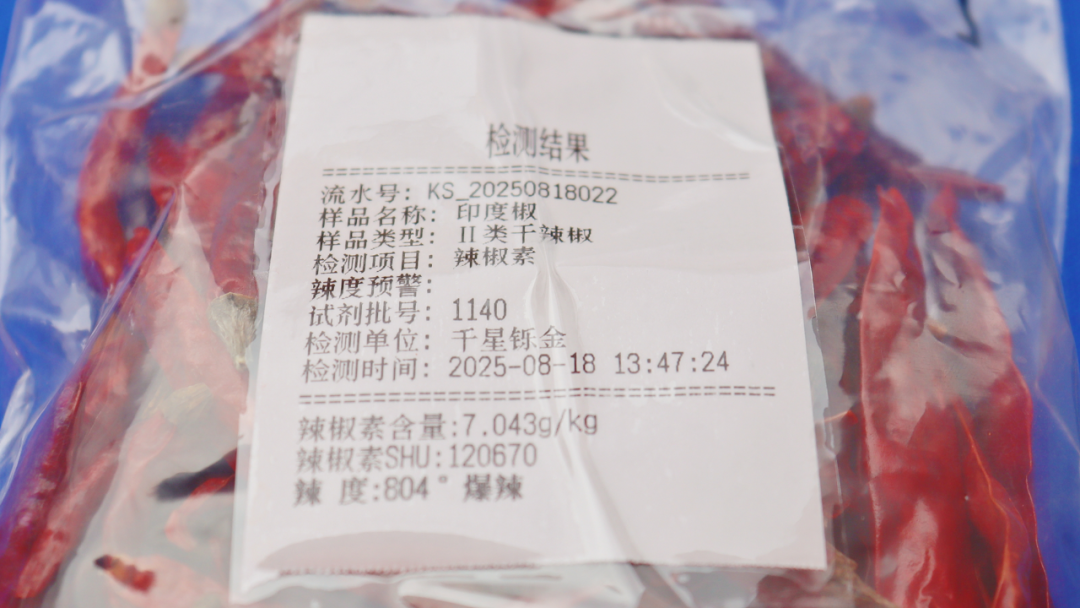 检测结果
流水号: KS_20250818022
样品名称: 印度椒
样品类型: II类干辣椒
检测项目: 辣椒素
辣度预警:
试剂批号: 1140
检测单位: 千星铄金
检测时间: 2025-08-18 13:47:24
辣椒素含量:7.043g/kg
辣椒素SHU:120670
辣 度:804°爆辣